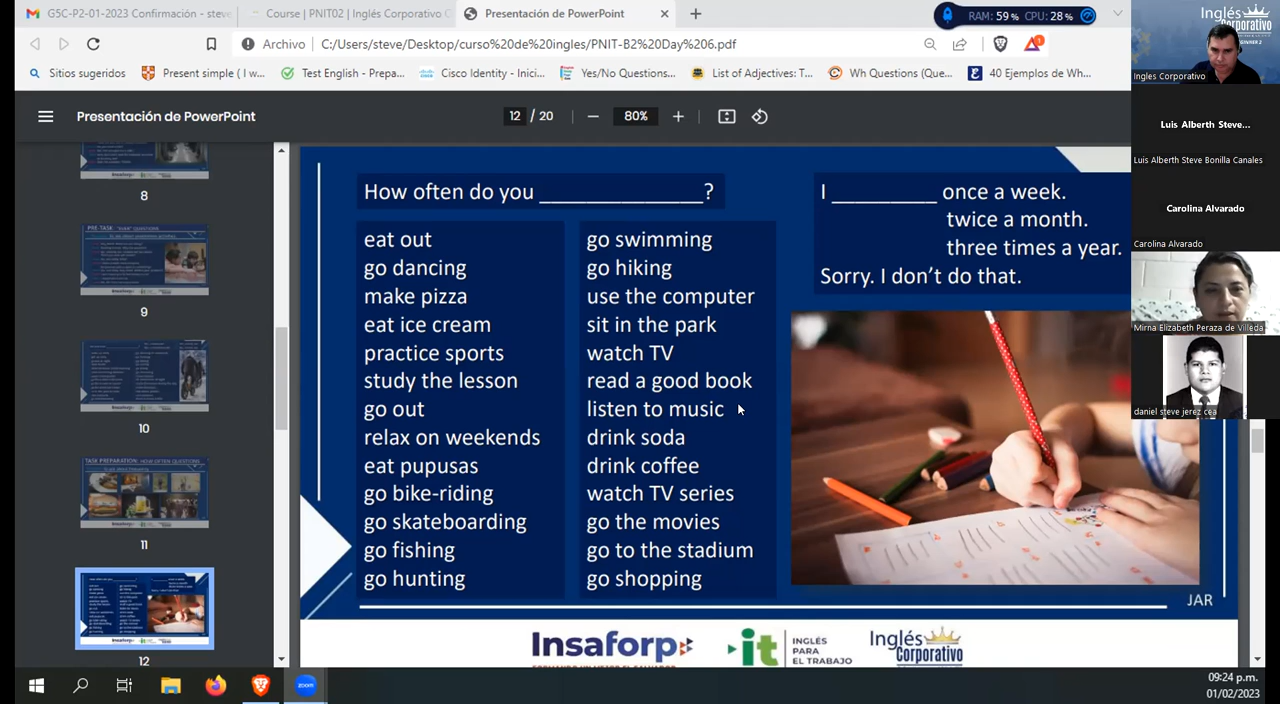 G5C-P2-01-2023 Confirmación - steve
Course | PNIT02 | Inglés Corporativo C
Presentación de PowerPoint
RAM: 59 % CPU: 28 %
Archivo
C:/Users/steve/Desktop/curso%20de%20ingles/PNIT-B2%20Day%206.pdf
1
Sitios sugeridos
Present simple ( I w...
Test English - Prepa...
Cisco Identity - Inici...
Yes/No Questions...
List of Adjectives: T...
Wh Questions (Que...
40 Ejemplos de Wh...
Presentación de PowerPoint
12 / 20
80%
8
9
10
11
12
How often do you _______________?
eat out
go dancing
make pizza
eat ice cream
practice sports
study the lesson
go out
relax on weekends
eat pupusas
go bike-riding
go skateboarding
go fishing
go hunting
go swimming
go hiking
use the computer
sit in the park
watch TV
read a good book
listen to music
drink soda
drink coffee
watch TV series
go the movies
go to the stadium
go shopping
I __________ once a week.
twice a month.
three times a year.
Sorry. I don't do that.
JAR
Insaforp
it
INGLÉS
PARA
EL TRABAJO
Inglés
Corporativo
Inglés
Corporativo
Ingles Corporativo
Luis Alberth Steve...
Luis Alberth Steve Bonilla Canales
Carolina Alvarado
Carolina Alvarado
Mirna Elizabeth Peraza de Villeda
daniel steve jerez cea
zoom
09:24 p.m.
01/02/2023